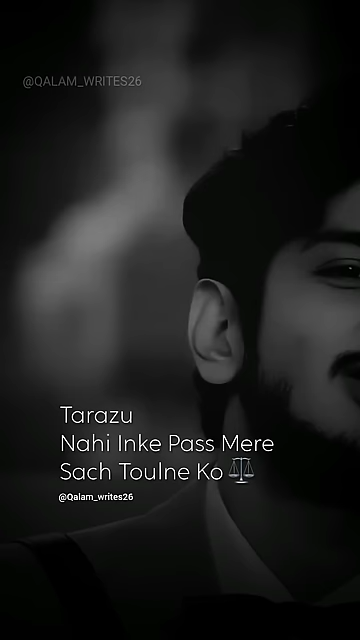 @QALAM_WRITES26
Tarazu
Nahi Inke Pass Mere
Sach Toulne Ko ⚖️
@Qalam_writes26